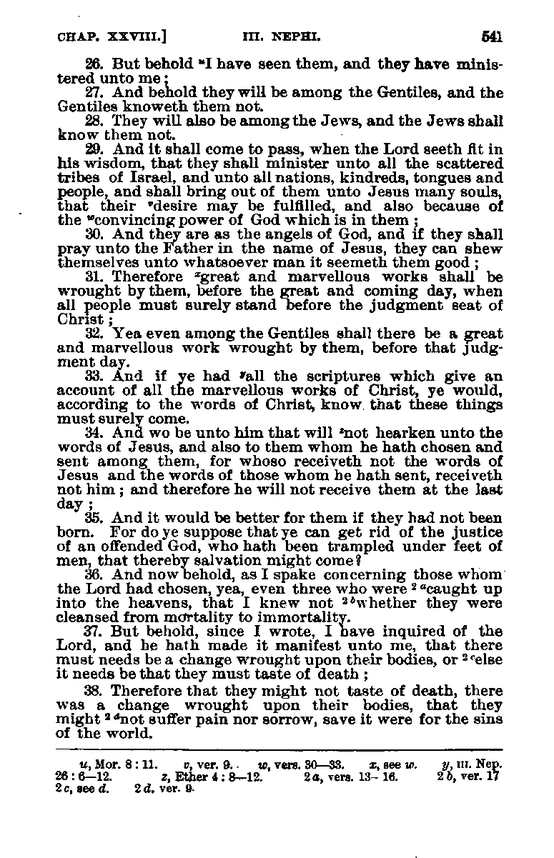 CHAP. XXVIII.] III. NEPHI. 541
26. But behold ᵘI have seen them, and they have minis-
tered unto me ;
27. And behold they will be among the Gentiles, and the
Gentiles knoweth them not.
28. They will also be among the Jews, and the Jews shall
know them not.
29. And it shall come to pass, when the Lord seeth fit in
his wisdom, that they shall minister unto all the scattered
tribes of Israel, and unto all nations, kindreds, tongues and
people, and shall bring out of them unto Jesus many souls,
that their ᵛdesire may be fulfilled, and also because of
the ʷconvincing power of God which is in them ;
30. And they are as the angels of God, and if they shall
pray unto the Father in the name of Jesus, they can shew
themselves unto whatsoever man it seemeth them good ;
31. Therefore ˣgreat and marvellous works shall be
wrought by them, before the great and coming day, when
all people must surely stand before the judgment seat of
Christ ;
32. Yea even among the Gentiles shall there be a great
and marvellous work wrought by them, before that judg-
ment day.
33. And if ye had ʸall the scriptures which give an
account of all the marvellous works of Christ, ye would,
according to the words of Christ, know that these things
must surely come.
34. And wo be unto him that will ᶻnot hearken unto the
words of Jesus, and also to them whom he hath chosen and
sent among them, for whoso receiveth not the words of
Jesus and the words of those whom he hath sent, receiveth
not him ; and therefore he will not receive them at the last
day ;
35. And it would be better for them if they had not been
born. For do ye suppose that ye can get rid of the justice
of an offended God, who hath been trampled under feet of
men, that thereby salvation might come?
36. And now behold, as I spake concerning those whom
the Lord had chosen, yea, even three who were ² ᵃcaught up
into the heavens, that I knew not ² ᵇwhether they were
cleansed from mortality to immortality.
37. But behold, since I wrote, I have inquired of the
Lord, and he hath made it manifest unto me, that there
must needs be a change wrought upon their bodies, or ² ᶜelse
it needs be that they must taste of death ;
38. Therefore that they might not taste of death, there
was a change wrought upon their bodies, that they
might ² ᵈnot suffer pain nor sorrow, save it were for the sins
of the world.
u, Mor. 8 : 11. v, ver. 9. w, vers. 30—33. x, see w. y, III. Nep.
26 : 6—12. z, Ether 4 : 8—12. 2 a, vers. 13—16. 2 b, ver. 17
2 c, see d. 2 d, ver. 9.